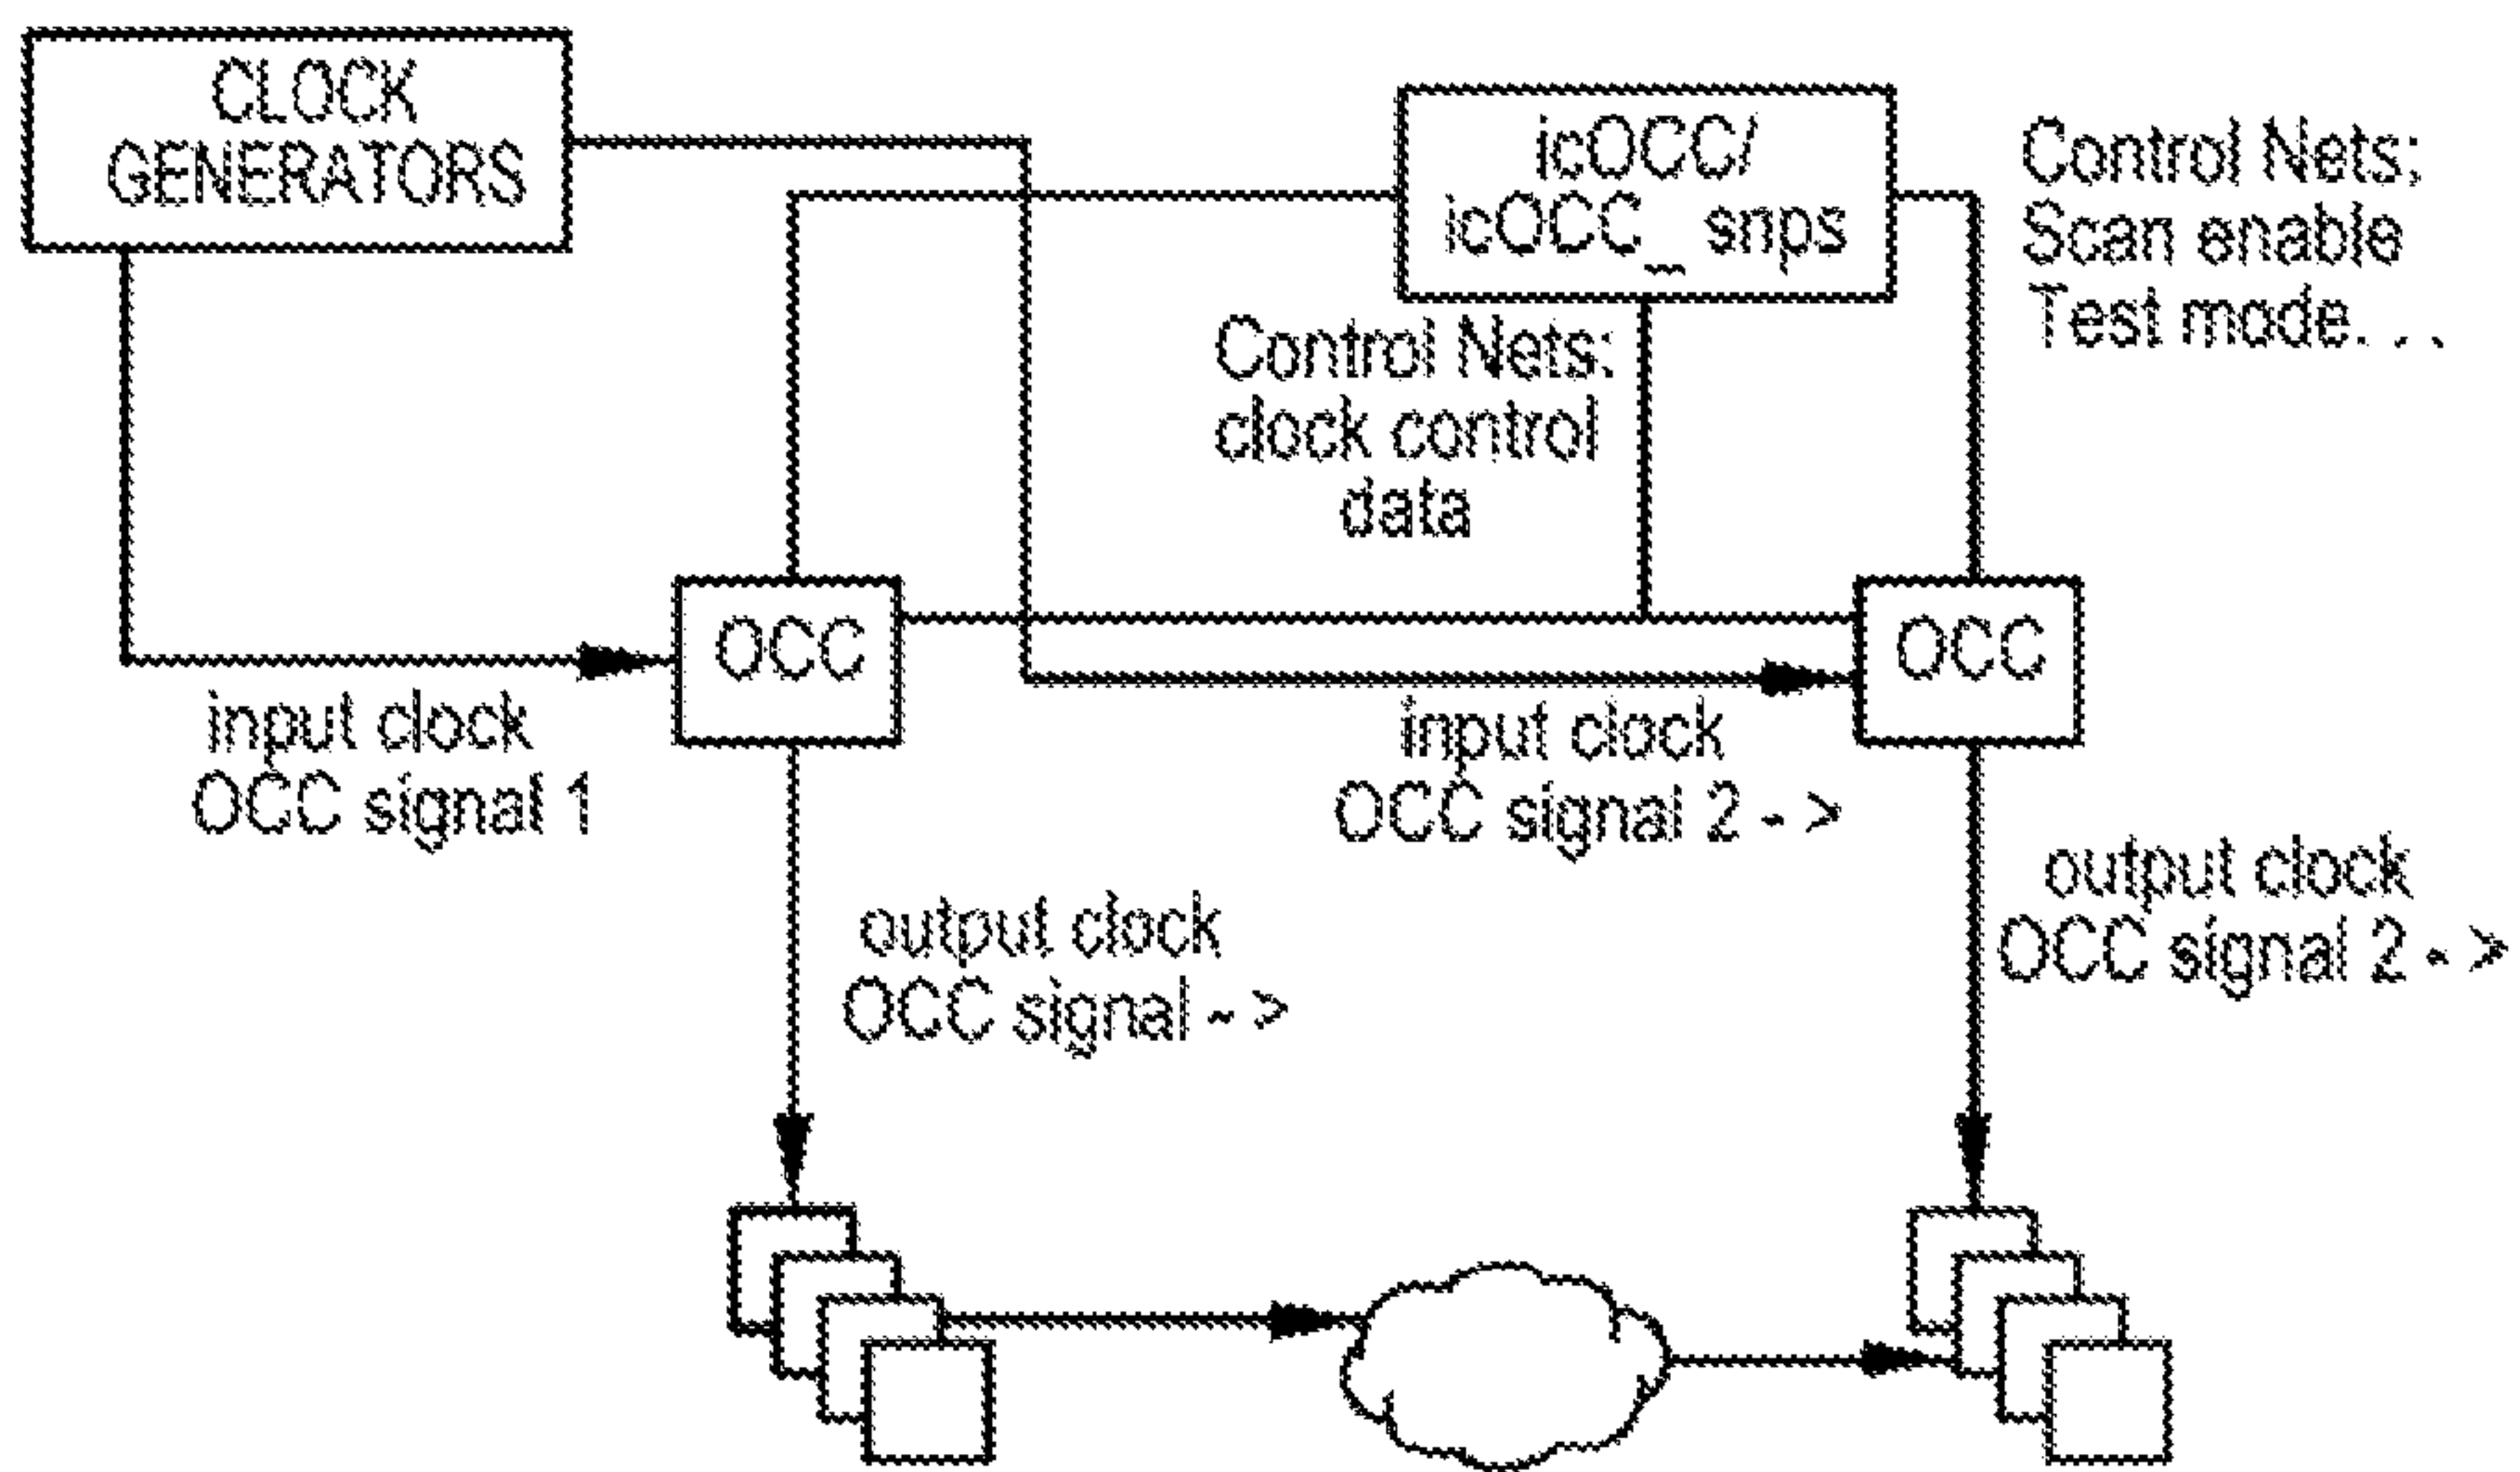 CLOCK
GENERATORS
icOCC/
icOCC_ snps
Control Nets:
Scan enable
Test mode. . .
Control Nets:
clock control
data
OCC
OCC
input clock
OCC signal 1
input clock
OCC signal 2 - >
output clock
OCC signal - >
output clock
OCC signal 2 - >